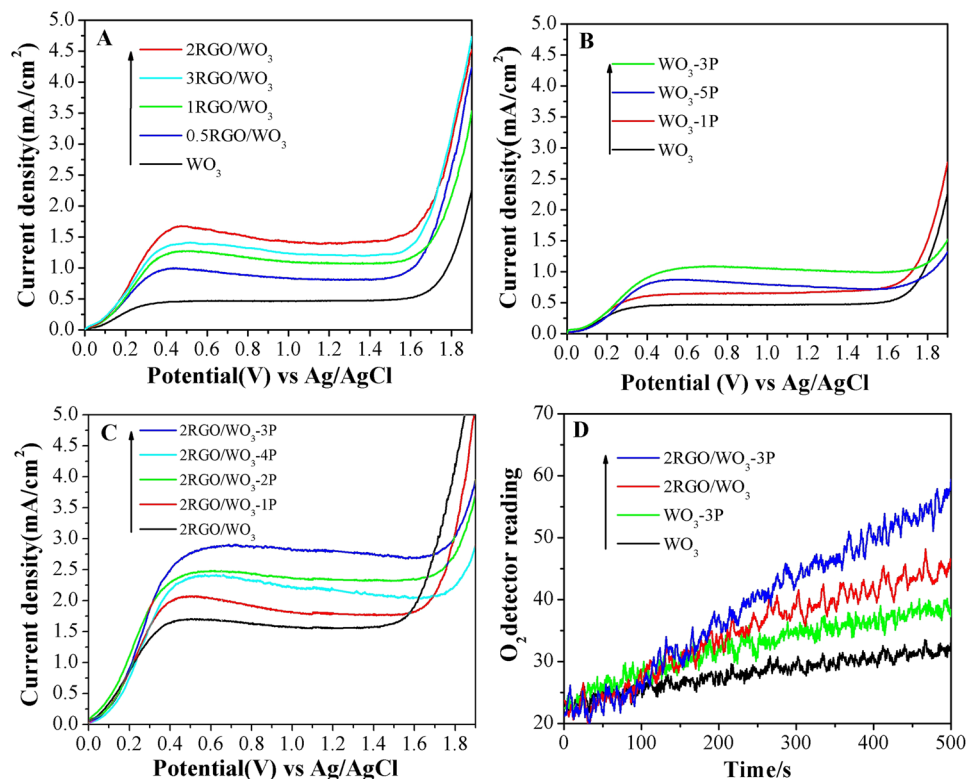 A
5.0
4.5
4.0
3.5
3.0
2.5
2.0
1.5
1.0
0.5
0.0
Current density(mA/cm²)
2RGO/WO₃
3RGO/WO₃
1RGO/WO₃
0.5RGO/WO₃
WO₃
0.0 0.2 0.4 0.6 0.8 1.0 1.2 1.4 1.6 1.8
Potential(V) vs Ag/AgCl
B
5.0
4.5
4.0
3.5
3.0
2.5
2.0
1.5
1.0
0.5
0.0
Current density(mA/cm²)
WO₃-3P
WO₃-5P
WO₃-1P
WO₃
0.0 0.2 0.4 0.6 0.8 1.0 1.2 1.4 1.6 1.8
Potential (V) vs Ag/AgCl
C
5.0
4.5
4.0
3.5
3.0
2.5
2.0
1.5
1.0
0.5
0.0
Current density(mA/cm²)
2RGO/WO₃-3P
2RGO/WO₃-4P
2RGO/WO₃-2P
2RGO/WO₃-1P
2RGO/WO₃
0.0 0.2 0.4 0.6 0.8 1.0 1.2 1.4 1.6 1.8
Potential(V) vs Ag/AgCl
D
70
60
50
40
30
20
O₂ detector reading
2RGO/WO₃-3P
2RGO/WO₃
WO₃-3P
WO₃
0 100 200 300 400 500
Time/s